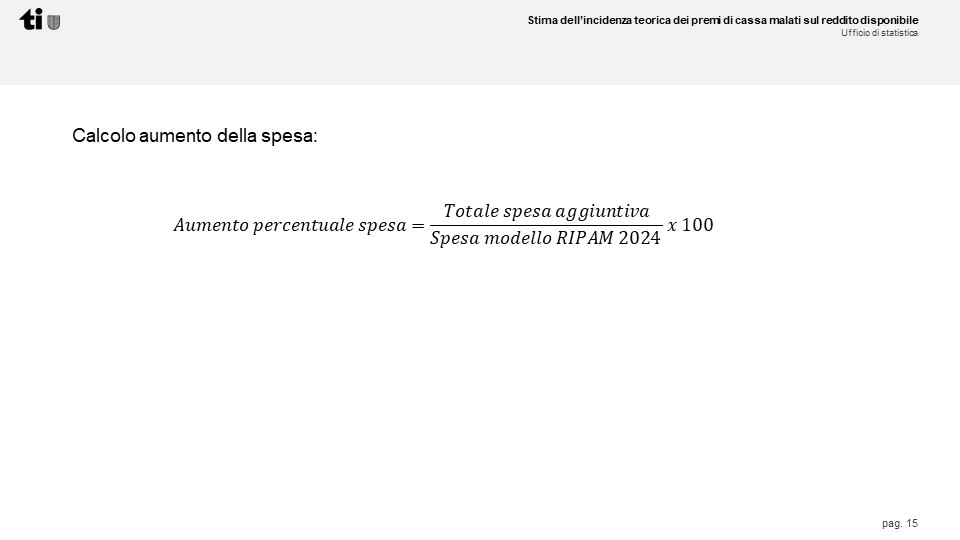 ti
Stima dell'incidenza teorica dei premi di cassa malati sul reddito disponibile
Ufficio di statistica
Calcolo aumento della spesa:
Aumento percentuale spesa = Totale spesa aggiuntiva / Spesa modello RIPAM 2024 x 100
pag. 15